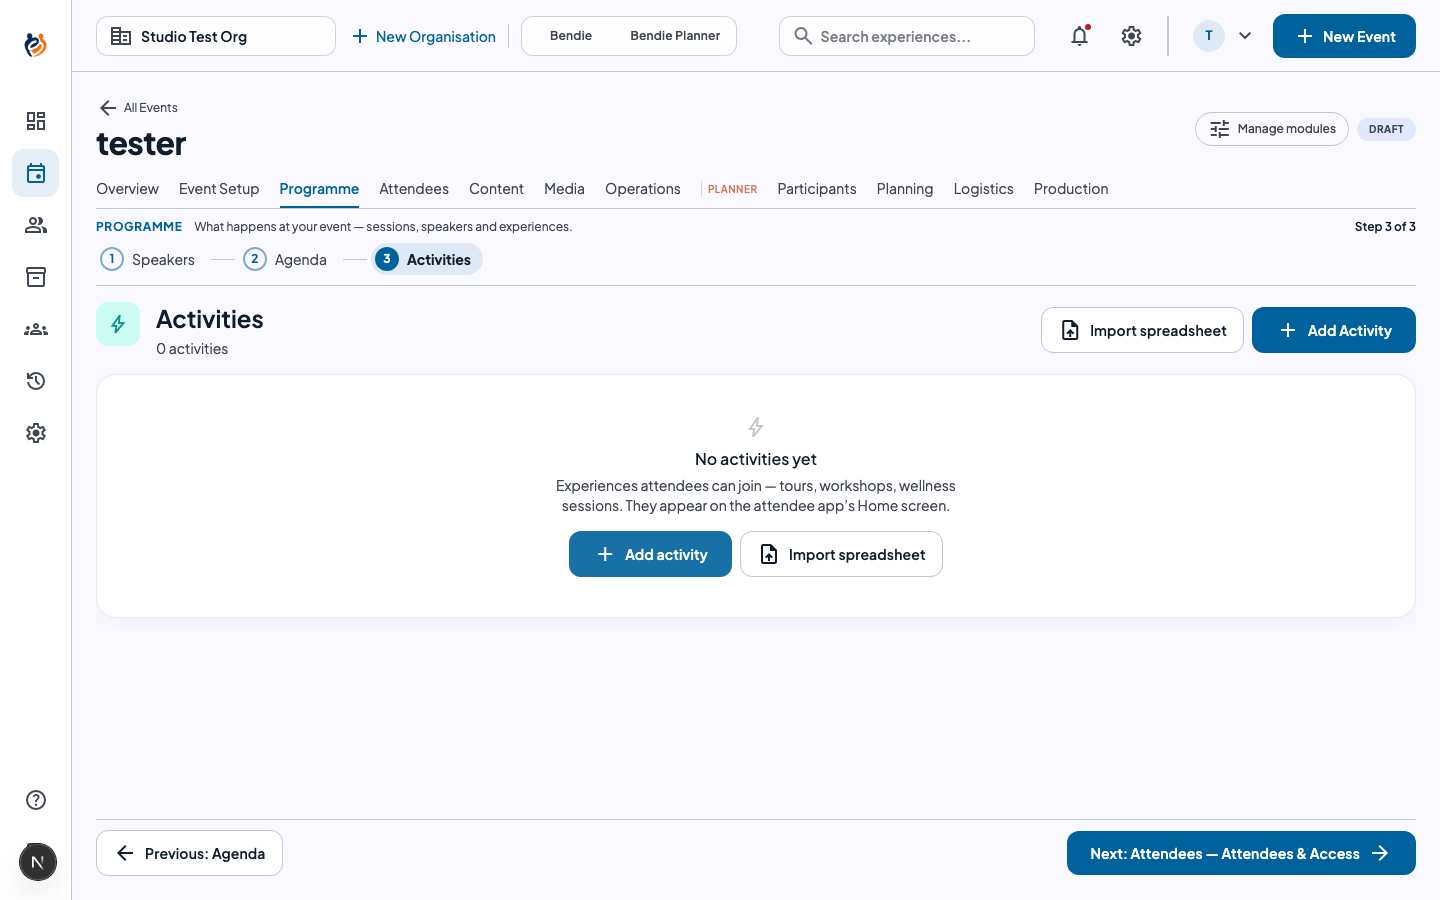 Studio Test Org
New Organisation
Bendie
Bendie Planner
Search experiences...
T
New Event
All Events
tester
Manage modules
DRAFT
Overview
Event Setup
Programme
Attendees
Content
Media
Operations
PLANNER
Participants
Planning
Logistics
Production
PROGRAMME
What happens at your event — sessions, speakers and experiences.
Step 3 of 3
1 Speakers
2 Agenda
3 Activities
Activities
0 activities
Import spreadsheet
Add Activity
No activities yet
Experiences attendees can join — tours, workshops, wellness
sessions. They appear on the attendee app's Home screen.
Add activity
Import spreadsheet
N
Previous: Agenda
Next: Attendees — Attendees & Access